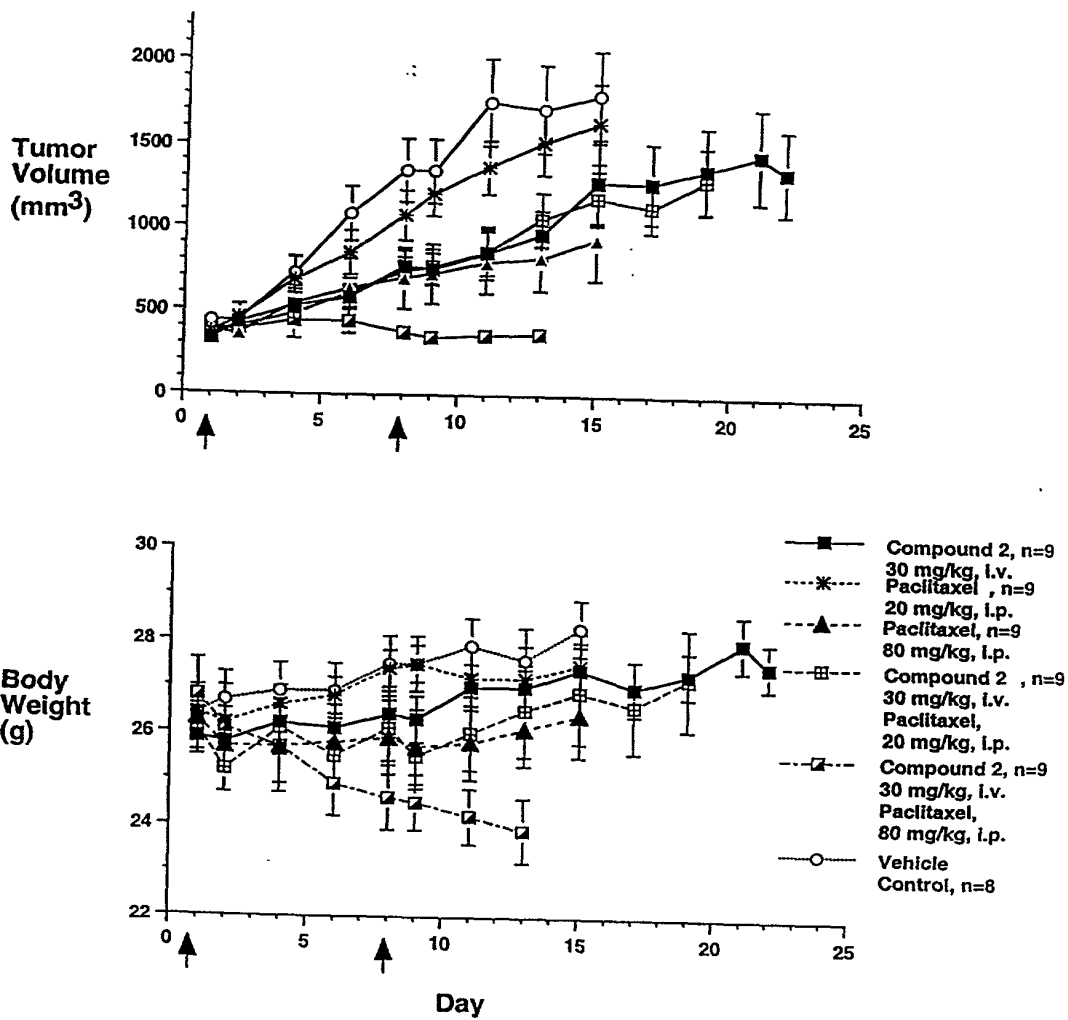 2000
Tumor
Volume
(mm3)
1500
1000
500
0
0 5 10 15 20 25
30
28
Body
Weight
(g)
26
24
22
0 5 10 15 20 25
Day
Compound 2, n=9
30 mg/kg, i.v.
Paclitaxel , n=9
20 mg/kg, i.p.
Paclitaxel, n=9
80 mg/kg, i.p.
Compound 2 , n=9
30 mg/kg, i.v.
Paclitaxel,
20 mg/kg, i.p.
Compound 2, n=9
30 mg/kg, i.v.
Paclitaxel,
80 mg/kg, i.p.
Vehicle
Control, n=8